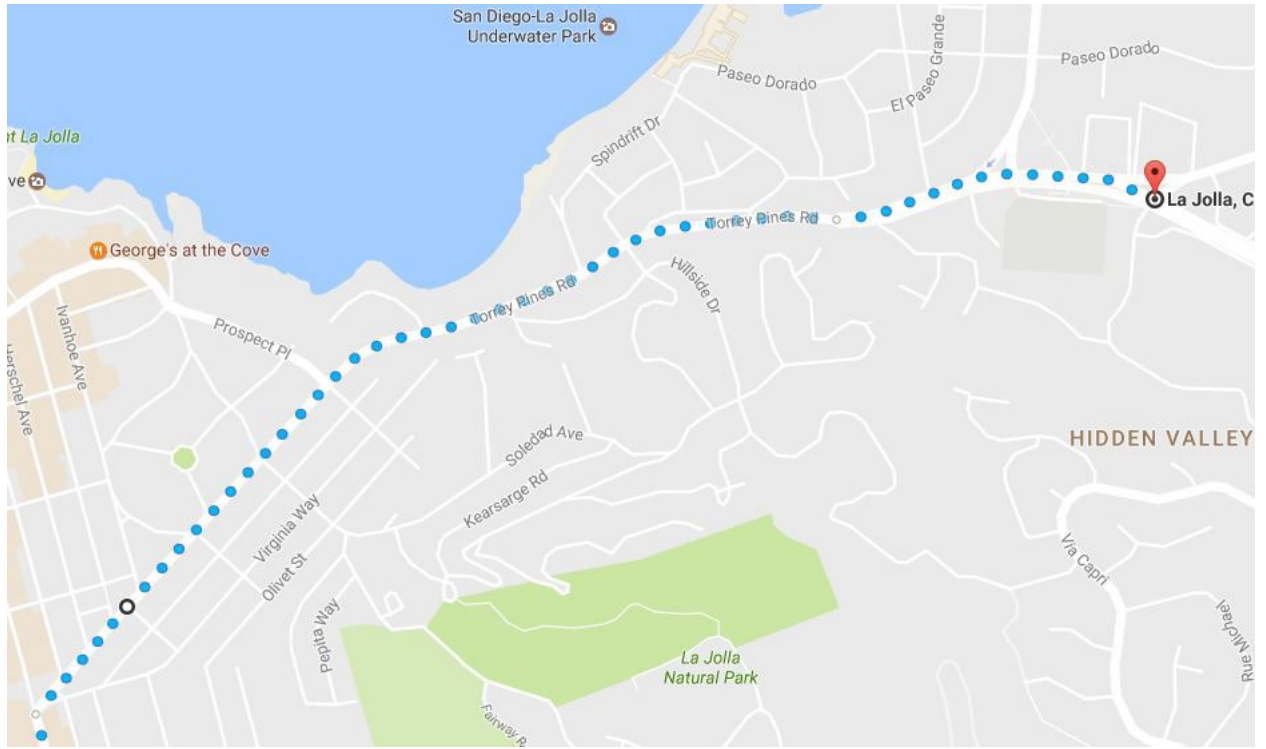 San Diego-La Jolla
Underwater Park
Paseo Dorado
Paseo Dorado
El Paseo Grande
nt La Jolla
Spindrift Dr
ve
La Jolla, C
Torrey Pines Rd
George's at the Cove
Hillside Dr
Torrey Pines Rd
Ivanhoe Ave
Prospect Pl
Herschel Ave
Soledad Ave
HIDDEN VALLEY
Kearsarge Rd
Virginia Way
Olivet St
Via Capri
Pepita Way
Rue Michael
La Jolla
Natural Park
Fairway R